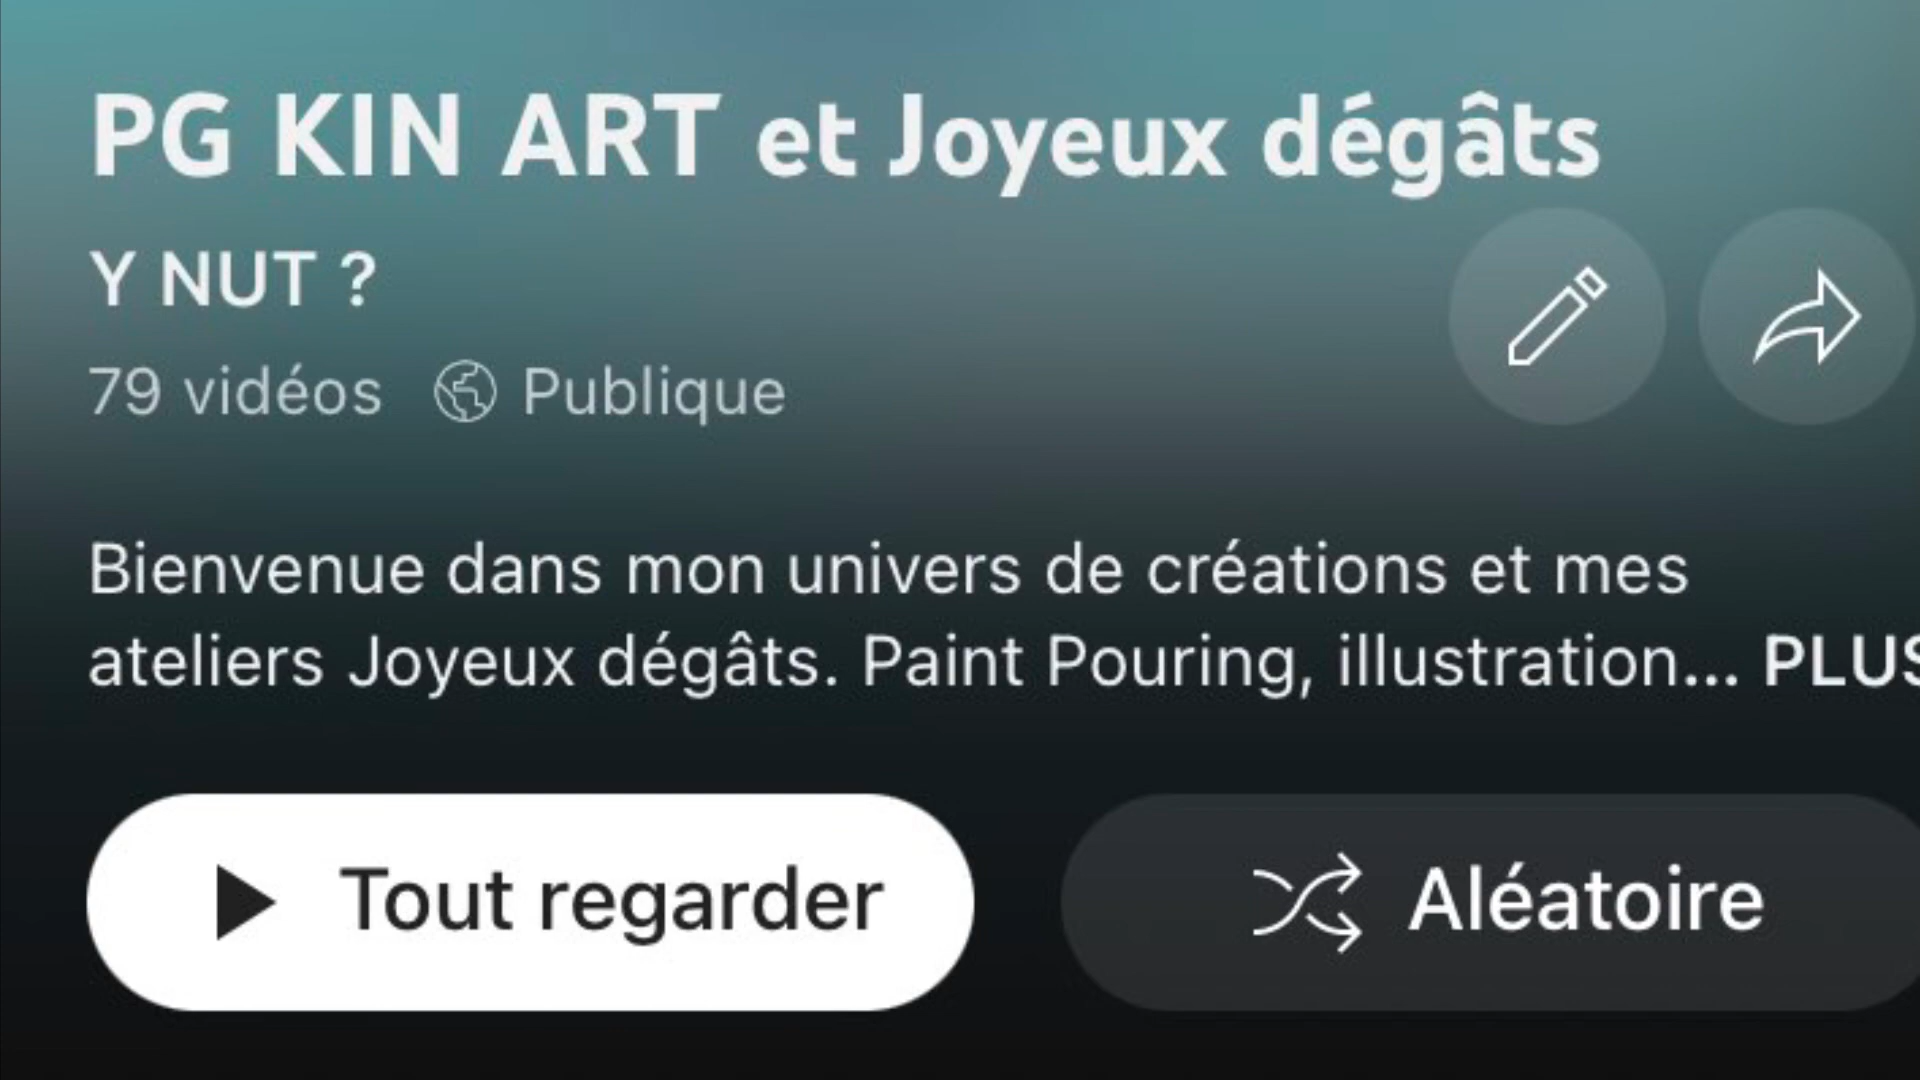 PG KIN ART et Joyeux dégâts
Y NUT ?
79 vidéos Publique
Bienvenue dans mon univers de créations et mes
ateliers Joyeux dégâts. Paint Pouring, illustration... PLUS
Tout regarder Aléatoire